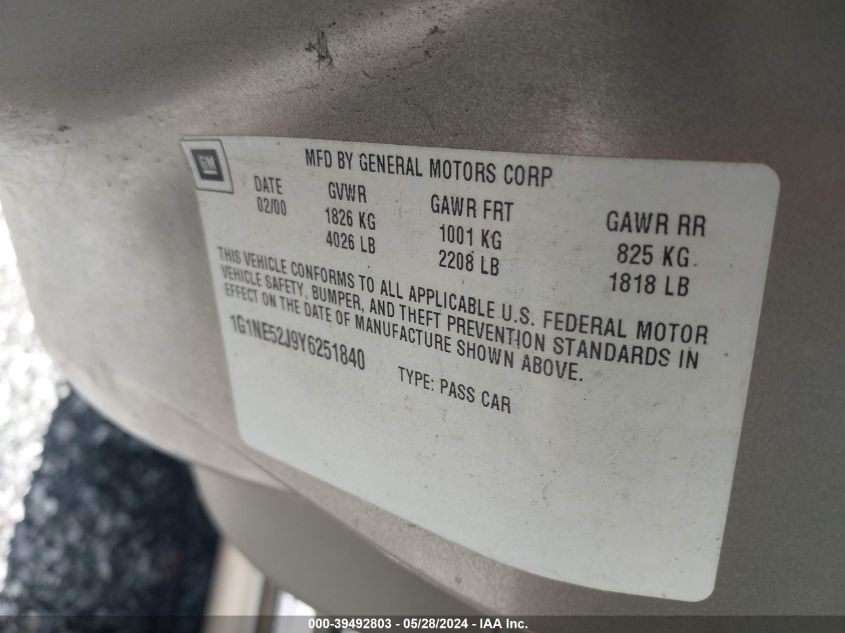 GM
MFD BY GENERAL MOTORS CORP
DATE GVWR GAWR FRT GAWR RR
02/00 1826 KG 1001 KG 825 KG
4026 LB 2208 LB 1818 LB
THIS VEHICLE CONFORMS TO ALL APPLICABLE U.S. FEDERAL MOTOR
VEHICLE SAFETY, BUMPER, AND THEFT PREVENTION STANDARDS IN
EFFECT ON THE DATE OF MANUFACTURE SHOWN ABOVE.
1G1NE52J9Y6251840 TYPE: PASS CAR
000-39492803 - 05/28/2024 - IAA Inc.